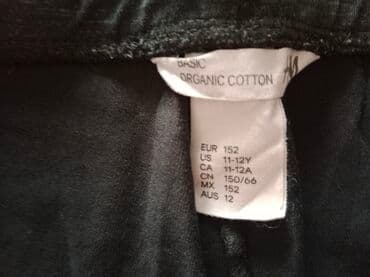 BASIC
ORGANIC COTTON
EUR 152
US 11-12Y
CA 11-12A
CN 150/66
MX 152
AUS 12